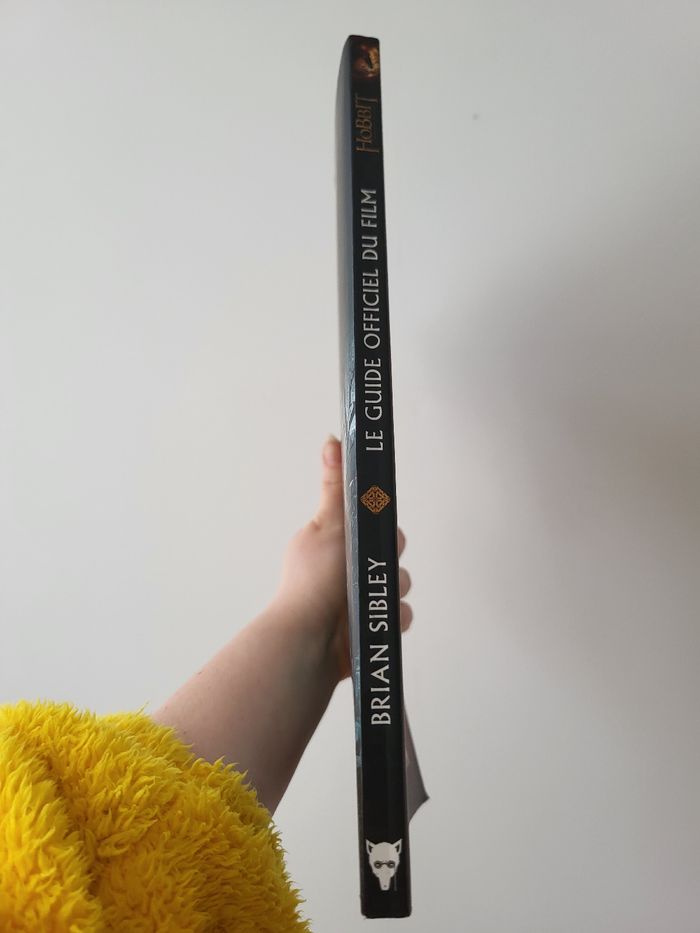 BRIAN SIBLEY
LE GUIDE OFFICIEL DU FILM
HOBBIT